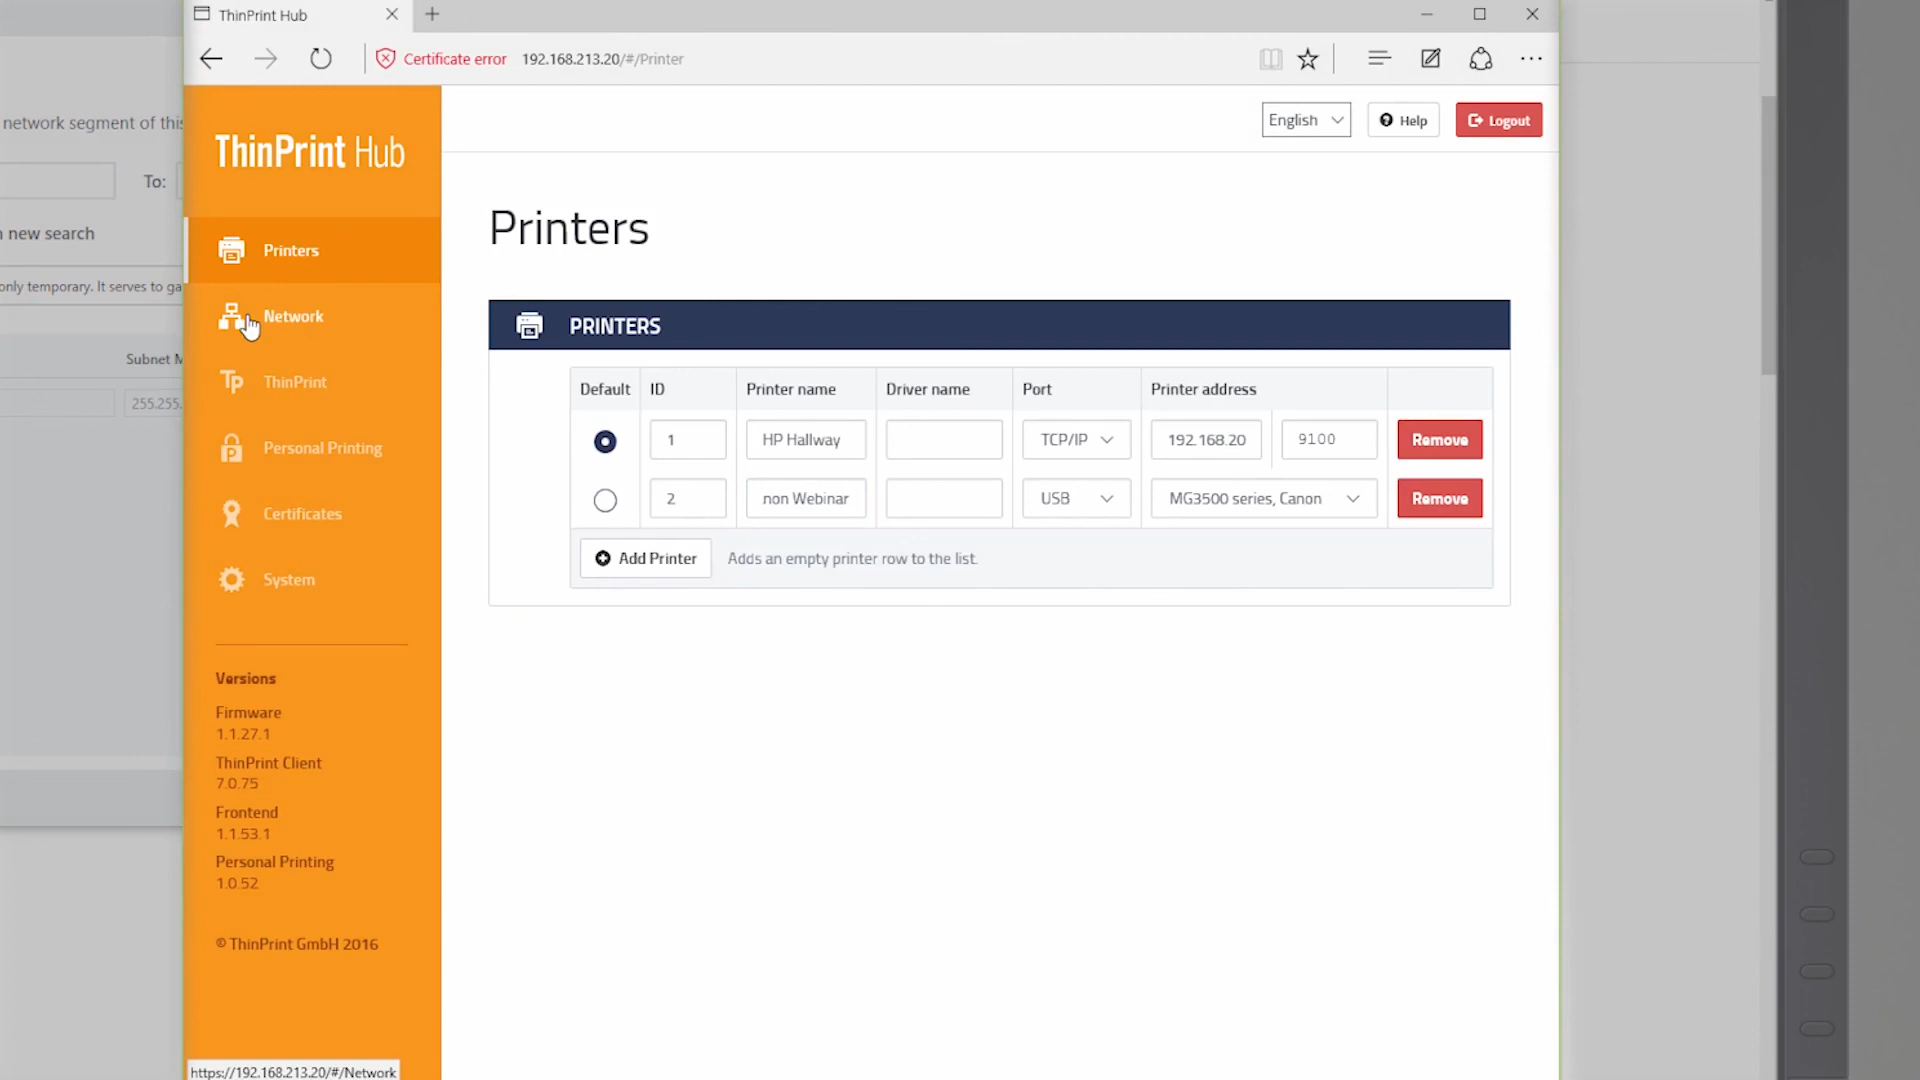 ThinPrint Hub
Certificate error 192.168.213.20/#/Printer
English Help Logout
network segment of this
To:
new search
only temporary. It serves to ga
Subnet M
255.255.
ThinPrint Hub
Printers
Network
ThinPrint
Personal Printing
Certificates
System
Versions
Firmware
1.1.27.1
ThinPrint Client
7.0.75
Frontend
1.1.53.1
Personal Printing
1.0.52
© ThinPrint GmbH 2016
https://192.168.213.20/#/Network
Printers
PRINTERS
Default ID Printer name Driver name Port Printer address
1 HP Hallway TCP/IP 192.168.20 9100 Remove
2 non Webinar USB MG3500 series, Canon Remove
Add Printer Adds an empty printer row to the list.